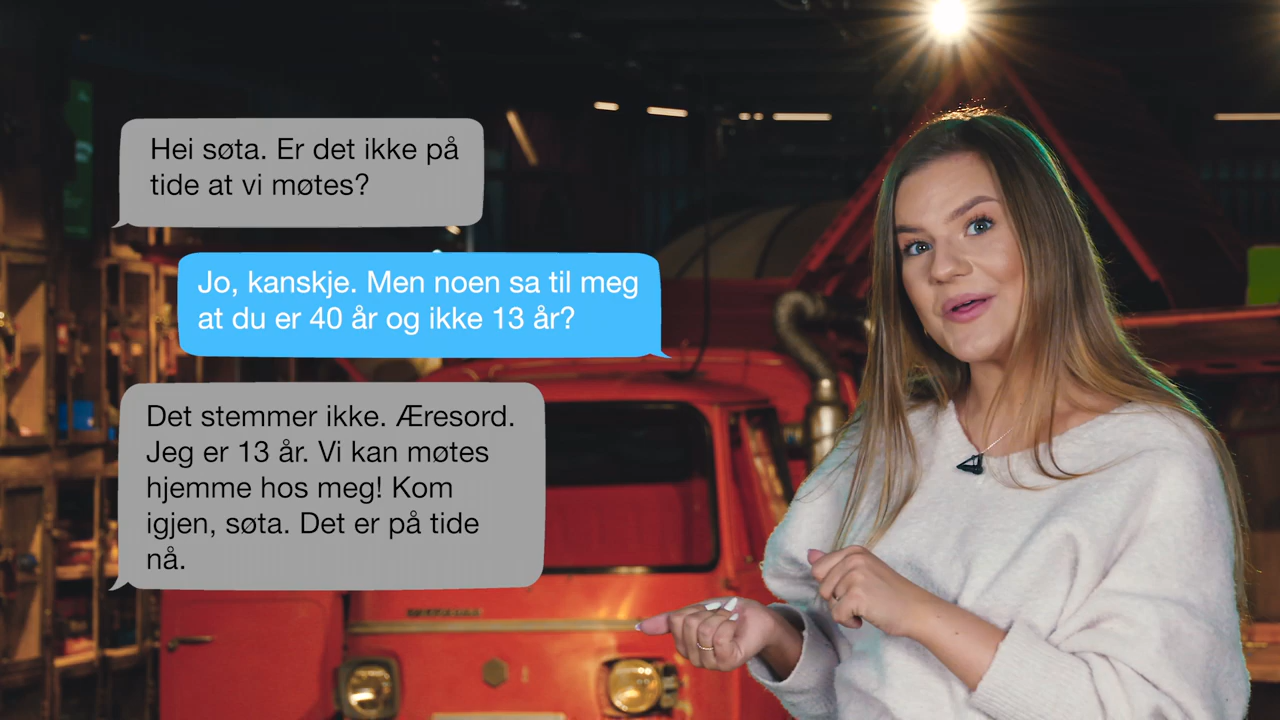 Hei søta. Er det ikke på
tide at vi møtes?
Jo, kanskje. Men noen sa til meg
at du er 40 år og ikke 13 år?
Det stemmer ikke. Æresord.
Jeg er 13 år. Vi kan møtes
hjemme hos meg! Kom
igjen, søta. Det er på tide
nå.